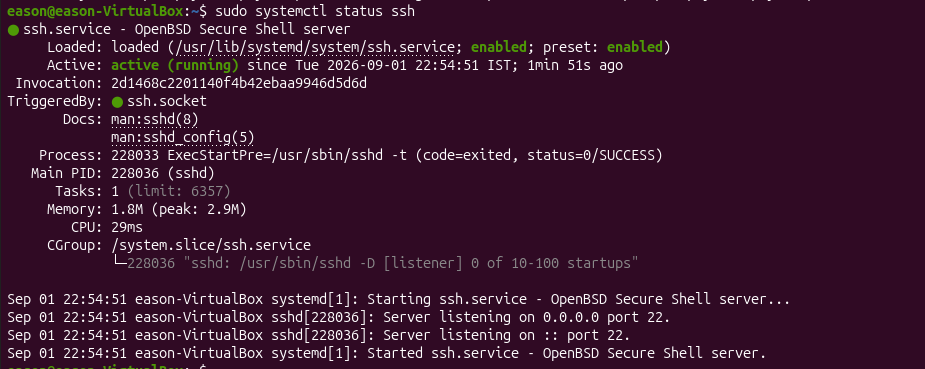 eason@eason-VirtualBox:~$ sudo systemctl status ssh
● ssh.service - OpenBSD Secure Shell server
Loaded: loaded (/usr/lib/systemd/system/ssh.service; enabled; preset: enabled)
Active: active (running) since Tue 2026-09-01 22:54:51 IST; 1min 51s ago
Invocation: 2d1468c2201140f4b42ebaa9946d5d6d
TriggeredBy: ● ssh.socket
Docs: man:sshd(8)
man:sshd_config(5)
Process: 228033 ExecStartPre=/usr/sbin/sshd -t (code=exited, status=0/SUCCESS)
Main PID: 228036 (sshd)
Tasks: 1 (limit: 6357)
Memory: 1.8M (peak: 2.9M)
CPU: 29ms
CGroup: /system.slice/ssh.service
└─228036 "sshd: /usr/sbin/sshd -D [listener] 0 of 10-100 startups"
Sep 01 22:54:51 eason-VirtualBox systemd[1]: Starting ssh.service - OpenBSD Secure Shell server...
Sep 01 22:54:51 eason-VirtualBox sshd[228036]: Server listening on 0.0.0.0 port 22.
Sep 01 22:54:51 eason-VirtualBox sshd[228036]: Server listening on :: port 22.
Sep 01 22:54:51 eason-VirtualBox systemd[1]: Started ssh.service - OpenBSD Secure Shell server.
eason@eason-VirtualBox:~$